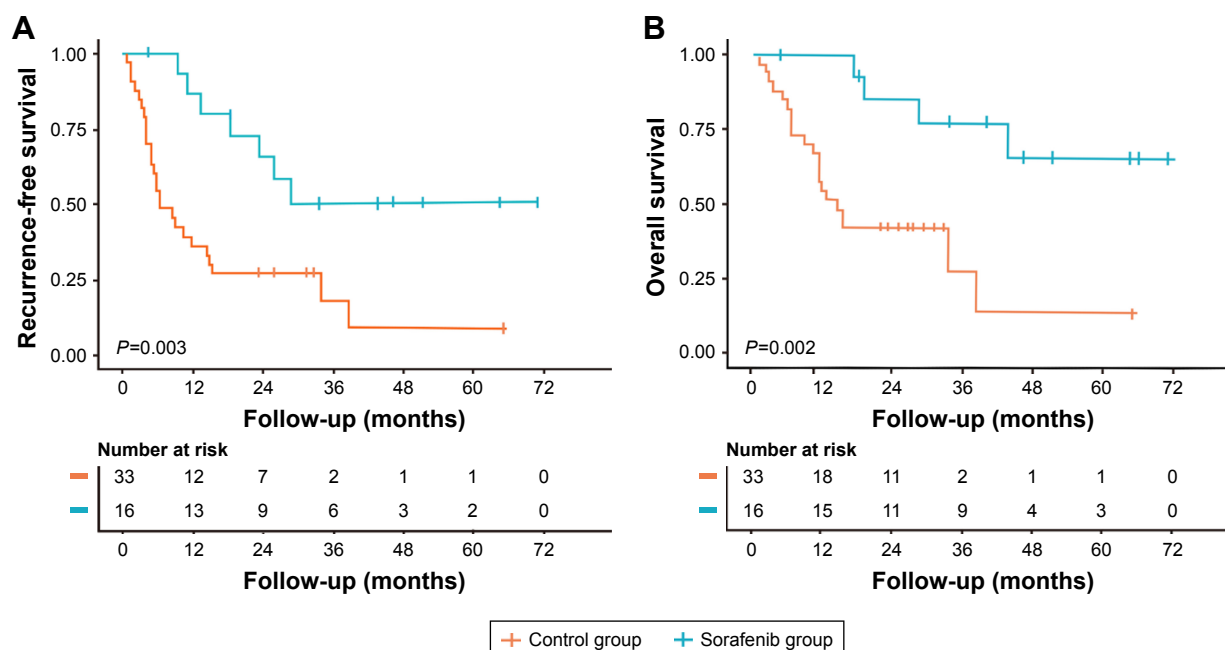 A
Recurrence-free survival
1.00
0.75
0.50
0.25
0.00
P=0.003
0 12 24 36 48 60 72
Follow-up (months)
Number at risk
33 12 7 2 1 1 0
16 13 9 6 3 2 0
0 12 24 36 48 60 72
Follow-up (months)
B
Overall survival
1.00
0.75
0.50
0.25
0.00
P=0.002
0 12 24 36 48 60 72
Follow-up (months)
Number at risk
33 18 11 2 1 1 0
16 15 11 9 4 3 0
0 12 24 36 48 60 72
Follow-up (months)
Control group Sorafenib group